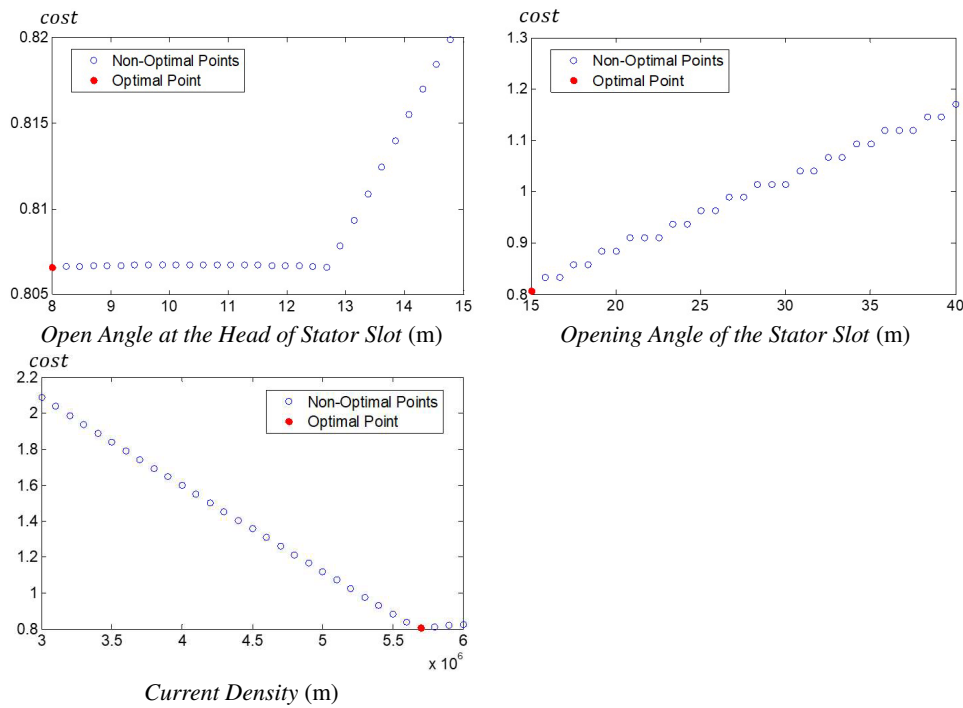 cost
0.82
0.815
0.81
0.805
Non-Optimal Points
Optimal Point
8 9 10 11 12 13 14 15
Open Angle at the Head of Stator Slot (m)
cost
1.3
1.2
1.1
1
0.9
0.8
Non-Optimal Points
Optimal Point
15 20 25 30 35 40
Opening Angle of the Stator Slot (m)
cost
2.2
2
1.8
1.6
1.4
1.2
1
0.8
Non-Optimal Points
Optimal Point
3 3.5 4 4.5 5 5.5 6
x 10⁶
Current Density (m)